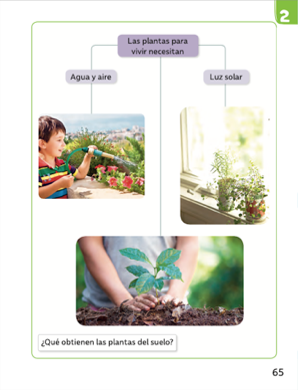 2
Las plantas para
vivir necesitan
Agua y aire
Luz solar
¿Qué obtienen las plantas del suelo?
65